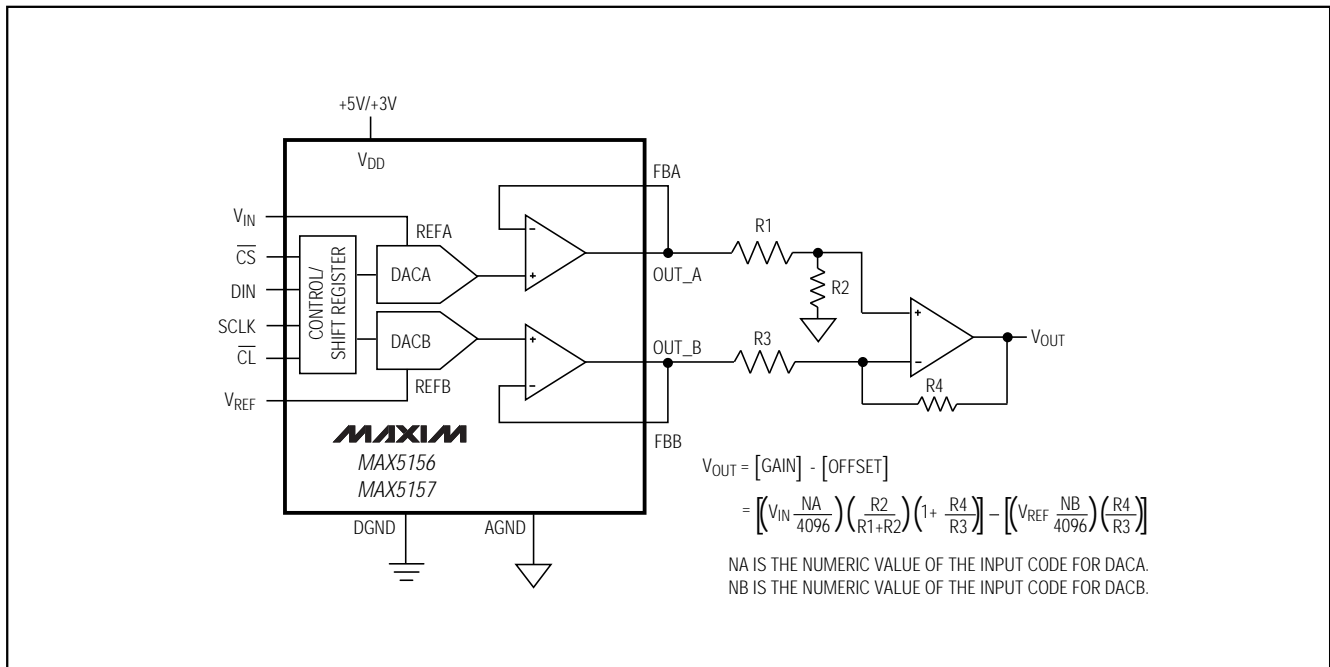 +5V/+3V
VDD
FBA
VIN
REFA
R1
CS
DIN
SCLK
CL
CONTROL/
SHIFT REGISTER
DACA
+
-
OUT_A
R2
DACB
+
-
OUT_B
R3
+
-
VOUT
R4
VREF
REFB
FBB
MAXIM
MAX5156
MAX5157
DGND
AGND
VOUT = [GAIN] - [OFFSET]
= [(VIN NA/4096)(R2/R1+R2)(1+ R4/R3)] – [(VREF NB/4096)(R4/R3)]
NA IS THE NUMERIC VALUE OF THE INPUT CODE FOR DACA.
NB IS THE NUMERIC VALUE OF THE INPUT CODE FOR DACB.